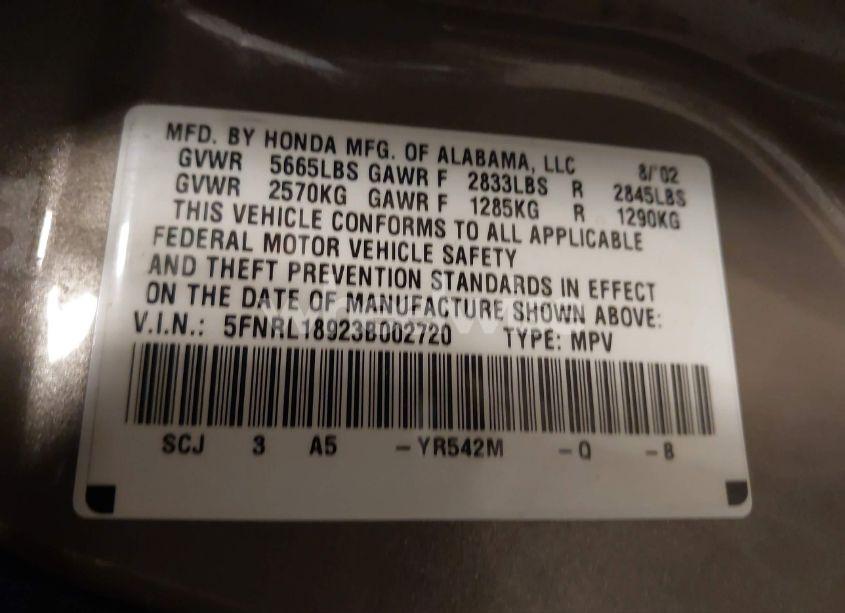 MFD. BY HONDA MFG. OF ALABAMA, LLC 8/'02
GVWR 5665LBS GAWR F 2833LBS R 2845LBS
GVWR 2570KG GAWR F 1285KG R 1290KG
THIS VEHICLE CONFORMS TO ALL APPLICABLE
FEDERAL MOTOR VEHICLE SAFETY
AND THEFT PREVENTION STANDARDS IN EFFECT
ON THE DATE OF MANUFACTURE SHOWN ABOVE:
V.I.N.: 5FNRL18923B002720 TYPE: MPV
SCJ 3 A5 -YR542M -0 -B